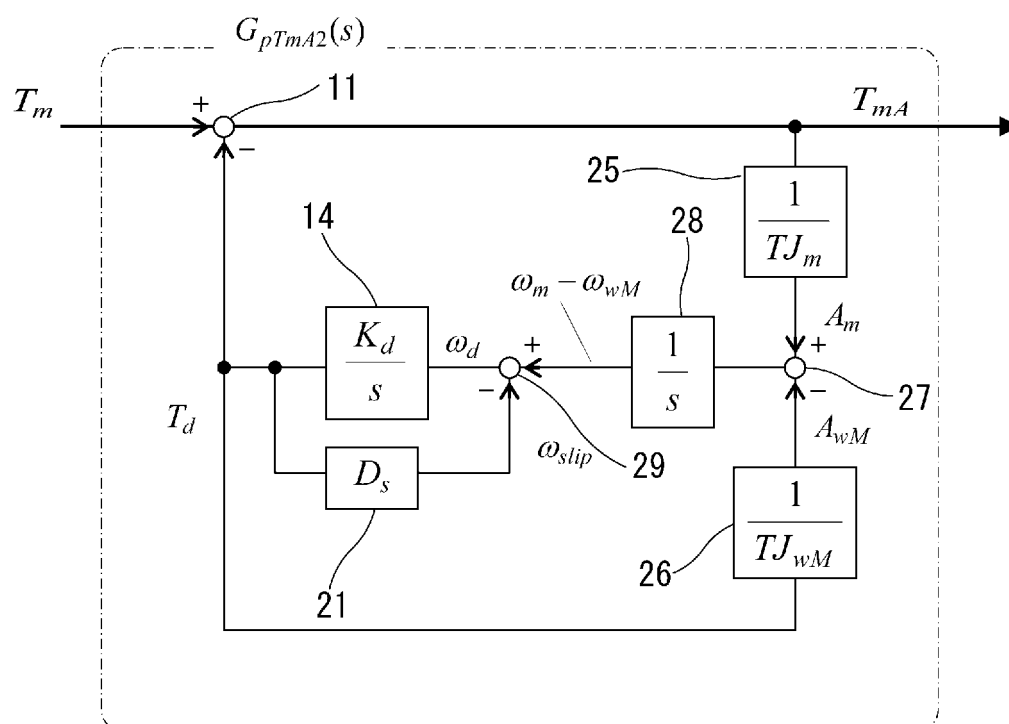 G_{pTmA2}(s)
T_m
+
11
−
T_{mA}
25
1
TJ_m
14
28
ω_m − ω_{wM}
A_m
K_d
s
ω_d
+
−
1
s
+
−
27
T_d
ω_{slip}
29
A_{wM}
D_s
21
26
1
TJ_{wM}